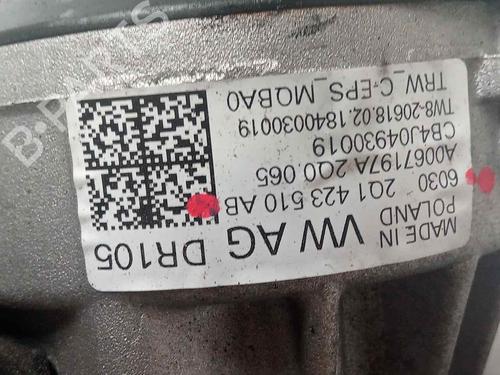 MADE IN
POLAND
VW AG DR105
6030 2Q1 423 510 AB
A0067197A 2Q0.065
CB4J04930019
TW8-20618.02.1840030019
TRW_C-EPS_MQBA0
B-PARTS